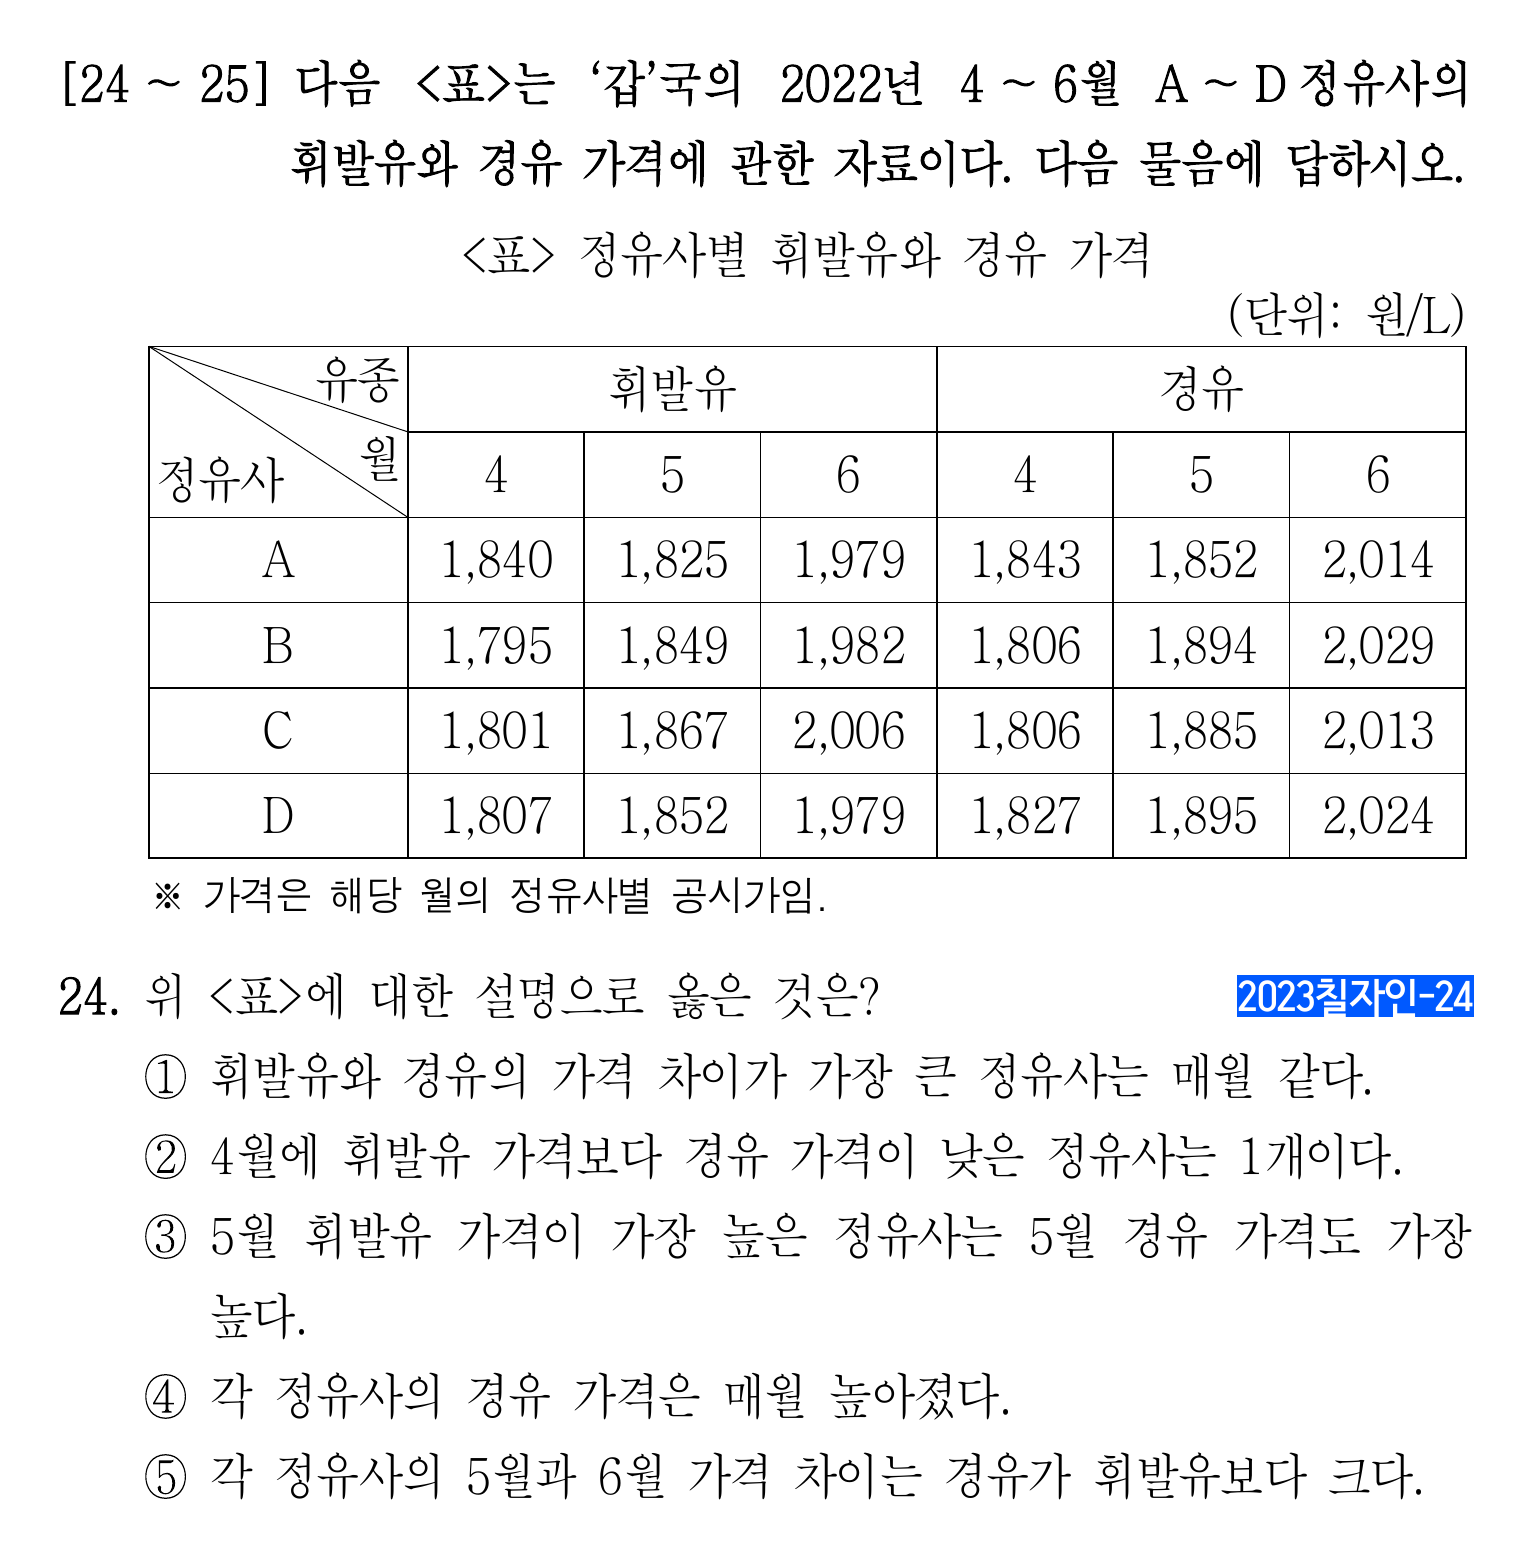 [24 ~ 25] 다음 <표>는 ‘갑’국의 2022년 4 ~ 6월 A ~ D 정유사의
휘발유와 경유 가격에 관한 자료이다. 다음 물음에 답하시오.
<표> 정유사별 휘발유와 경유 가격
(단위: 원/L)
유종 휘발유 경유
정유사 월 4 5 6 4 5 6
A 1,840 1,825 1,979 1,843 1,852 2,014
B 1,795 1,849 1,982 1,806 1,894 2,029
C 1,801 1,867 2,006 1,806 1,885 2,013
D 1,807 1,852 1,979 1,827 1,895 2,024
※ 가격은 해당 월의 정유사별 공시가임.
24. 위 <표>에 대한 설명으로 옳은 것은? 2023칠자인-24
① 휘발유와 경유의 가격 차이가 가장 큰 정유사는 매월 같다.
② 4월에 휘발유 가격보다 경유 가격이 낮은 정유사는 1개이다.
③ 5월 휘발유 가격이 가장 높은 정유사는 5월 경유 가격도 가장
높다.
④ 각 정유사의 경유 가격은 매월 높아졌다.
⑤ 각 정유사의 5월과 6월 가격 차이는 경유가 휘발유보다 크다.